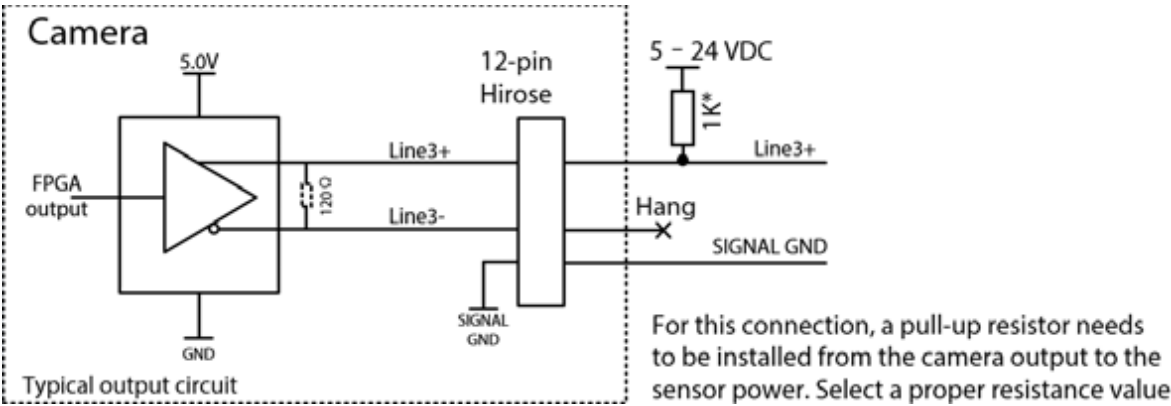 Camera
5.0V
12-pin
Hirose
5 – 24 VDC
1K*
Line3+
Line3+
FPGA
output
120 Ω
Line3-
Hang
SIGNAL GND
SIGNAL
GND
GND
Typical output circuit
For this connection, a pull-up resistor needs
to be installed from the camera output to the
sensor power. Select a proper resistance value